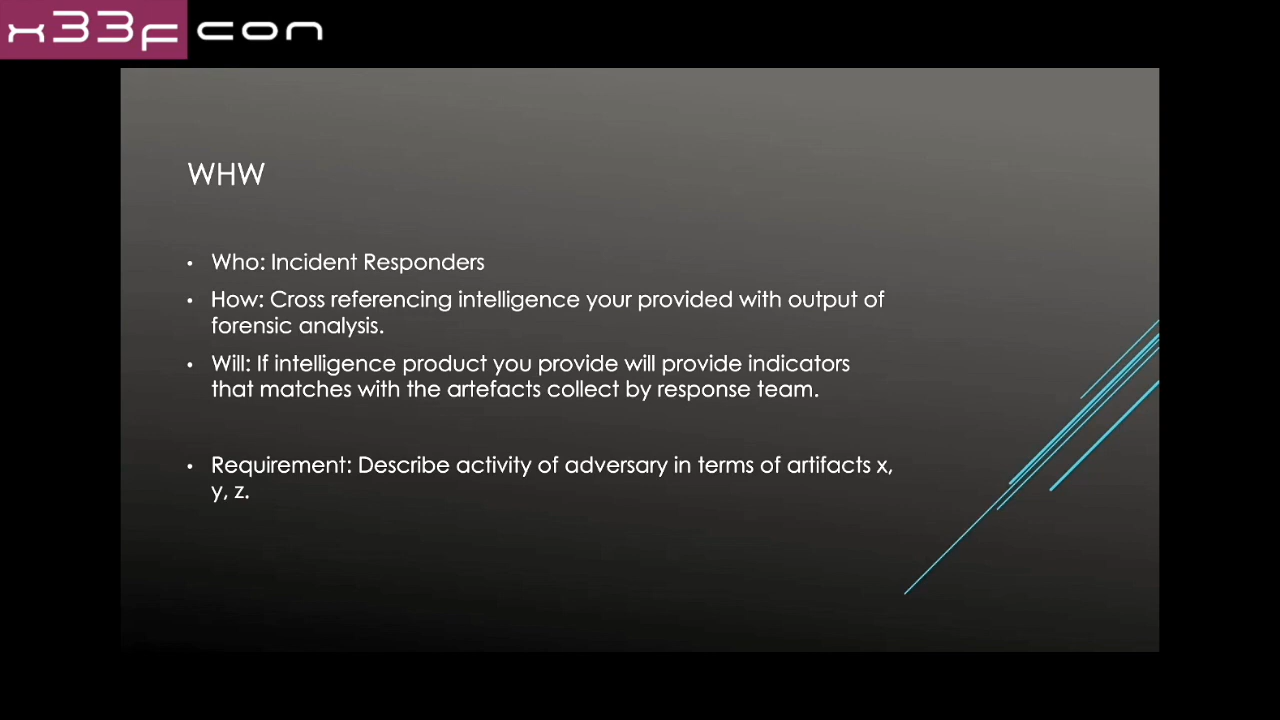 x33fcon
WHW
• Who: Incident Responders
• How: Cross referencing intelligence your provided with output of
forensic analysis.
• Will: If intelligence product you provide will provide indicators
that matches with the artefacts collect by response team.
• Requirement: Describe activity of adversary in terms of artifacts x,
y, z.